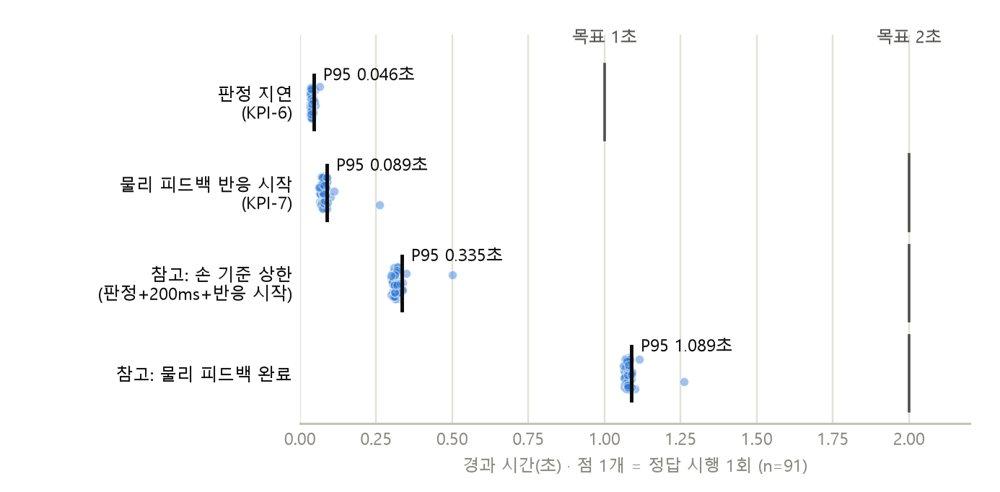 목표 1초
목표 2초
P95 0.046초
판정 지연
(KPI-6)
P95 0.089초
물리 피드백 반응 시작
(KPI-7)
P95 0.335초
참고: 손 기준 상한
(판정+200ms+반응 시작)
P95 1.089초
참고: 물리 피드백 완료
0.00
0.25
0.50
0.75
1.00
1.25
1.50
1.75
2.00
경과 시간(초) · 점 1개 = 정답 시행 1회 (n=91)